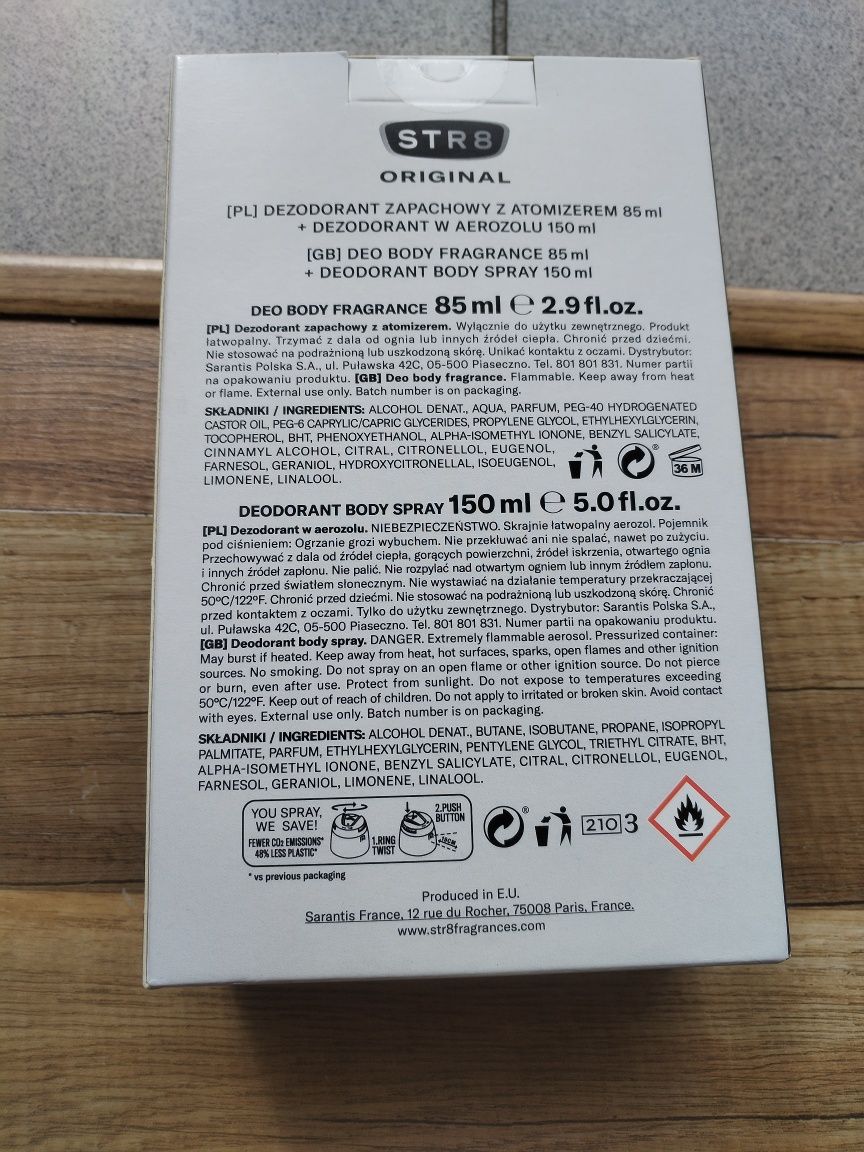 STR8
ORIGINAL
[PL] DEZODORANT ZAPACHOWY Z ATOMIZEREM 85 ml
+ DEZODORANT W AEROZOLU 150 ml
[GB] DEO BODY FRAGRANCE 85 ml
+ DEODORANT BODY SPRAY 150 ml
DEO BODY FRAGRANCE 85 ml ℮ 2.9 fl.oz.
[PL] Dezodorant zapachowy z atomizerem. Wyłącznie do użytku zewnętrznego. Produkt
łatwopalny. Trzymać z dala od ognia lub innych źródeł ciepła. Chronić przed dziećmi.
Nie stosować na podrażnioną lub uszkodzoną skórę. Unikać kontaktu z oczami. Dystrybutor:
Sarantis Polska S.A., ul. Puławska 42C, 05-500 Piaseczno. Tel. 801 801 831. Numer partii
na opakowaniu produktu. [GB] Deo body fragrance. Flammable. Keep away from heat
or flame. External use only. Batch number is on packaging.
SKŁADNIKI / INGREDIENTS: ALCOHOL DENAT., AQUA, PARFUM, PEG-40 HYDROGENATED
CASTOR OIL, PEG-6 CAPRYLIC/CAPRIC GLYCERIDES, PROPYLENE GLYCOL, ETHYLHEXYLGLYCERIN,
TOCOPHEROL, BHT, PHENOXYETHANOL, ALPHA-ISOMETHYL IONONE, BENZYL SALICYLATE,
CINNAMYL ALCOHOL, CITRAL, CITRONELLOL, EUGENOL,
FARNESOL, GERANIOL, HYDROXYCITRONELLAL, ISOEUGENOL,
LIMONENE, LINALOOL.
® 36 M
DEODORANT BODY SPRAY 150 ml ℮ 5.0 fl.oz.
[PL] Dezodorant w aerozolu. NIEBEZPIECZEŃSTWO. Skrajnie łatwopalny aerozol. Pojemnik
pod ciśnieniem: Ogrzanie grozi wybuchem. Nie przekłuwać ani nie spalać, nawet po zużyciu.
Przechowywać z dala od źródeł ciepła, gorących powierzchni, źródeł iskrzenia, otwartego ognia
i innych źródeł zapłonu. Nie palić. Nie rozpylać nad otwartym ogniem lub innym źródłem zapłonu.
Chronić przed światłem słonecznym. Nie wystawiać na działanie temperatury przekraczającej
50°C/122°F. Chronić przed dziećmi. Nie stosować na podrażnioną lub uszkodzoną skórę. Chronić
przed kontaktem z oczami. Tylko do użytku zewnętrznego. Dystrybutor: Sarantis Polska S.A.,
ul. Puławska 42C, 05-500 Piaseczno. Tel. 801 801 831. Numer partii na opakowaniu produktu.
[GB] Deodorant body spray. DANGER. Extremely flammable aerosol. Pressurized container:
May burst if heated. Keep away from heat, hot surfaces, sparks, open flames and other ignition
sources. No smoking. Do not spray on an open flame or other ignition source. Do not pierce
or burn, even after use. Protect from sunlight. Do not expose to temperatures exceeding
50°C/122°F. Keep out of reach of children. Do not apply to irritated or broken skin. Avoid contact
with eyes. External use only. Batch number is on packaging.
SKŁADNIKI / INGREDIENTS: ALCOHOL DENAT., BUTANE, ISOBUTANE, PROPANE, ISOPROPYL
PALMITATE, PARFUM, ETHYLHEXYLGLYCERIN, PENTYLENE GLYCOL, TRIETHYL CITRATE, BHT,
ALPHA-ISOMETHYL IONONE, BENZYL SALICYLATE, CITRAL, CITRONELLOL, EUGENOL,
FARNESOL, GERANIOL, LIMONENE, LINALOOL.
YOU SPRAY,
WE SAVE!
FEWER CO2 EMISSIONS*
48% LESS PLASTIC*
1.RING
TWIST
2.PUSH
BUTTON
15CM
® 210 3
* vs previous packaging
Produced in E.U.
Sarantis France, 12 rue du Rocher, 75008 Paris, France.
www.str8fragrances.com